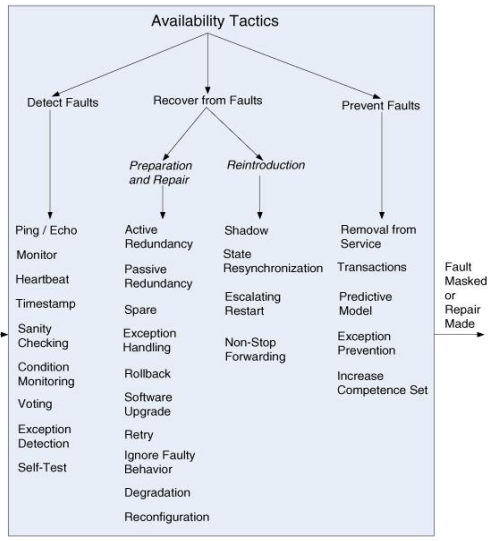 Availability Tactics
Detect Faults
Recover from Faults
Prevent Faults
Preparation
and Repair
Reintroduction
Ping / Echo
Monitor
Heartbeat
Timestamp
Sanity
Checking
Condition
Monitoring
Voting
Exception
Detection
Self-Test
Active
Redundancy
Passive
Redundancy
Spare
Exception
Handling
Rollback
Software
Upgrade
Retry
Ignore Faulty
Behavior
Degradation
Reconfiguration
Shadow
State
Resynchronization
Escalating
Restart
Non-Stop
Forwarding
Removal from
Service
Transactions
Predictive
Model
Exception
Prevention
Increase
Competence Set
Fault
Masked
or
Repair
Made